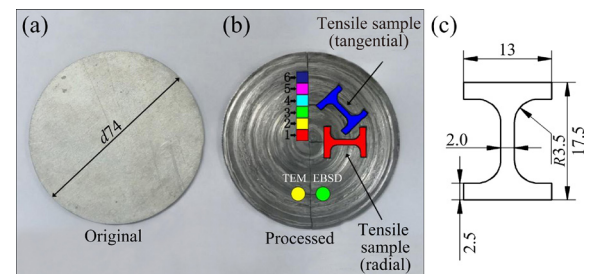 (a)
d74
Original
(b)
Tensile sample
(tangential)
6
5
4
3
2
1
TEM EBSD
Processed
Tensile
sample
(radial)
(c)
13
2.0
R3.5
17.5
2.5